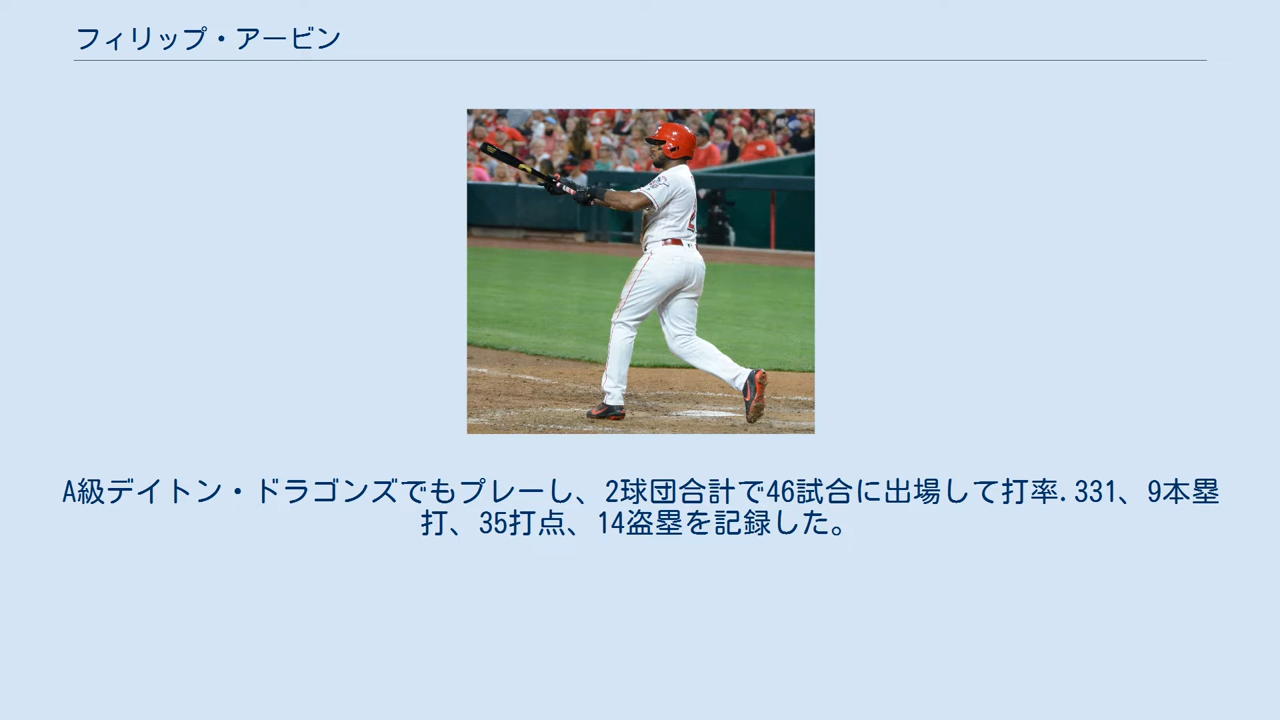 フィリップ・アービン
A級デイトン・ドラゴンズでもプレーし、2球団合計で46試合に出場して打率.331、9本塁
打、35打点、14盗塁を記録した。